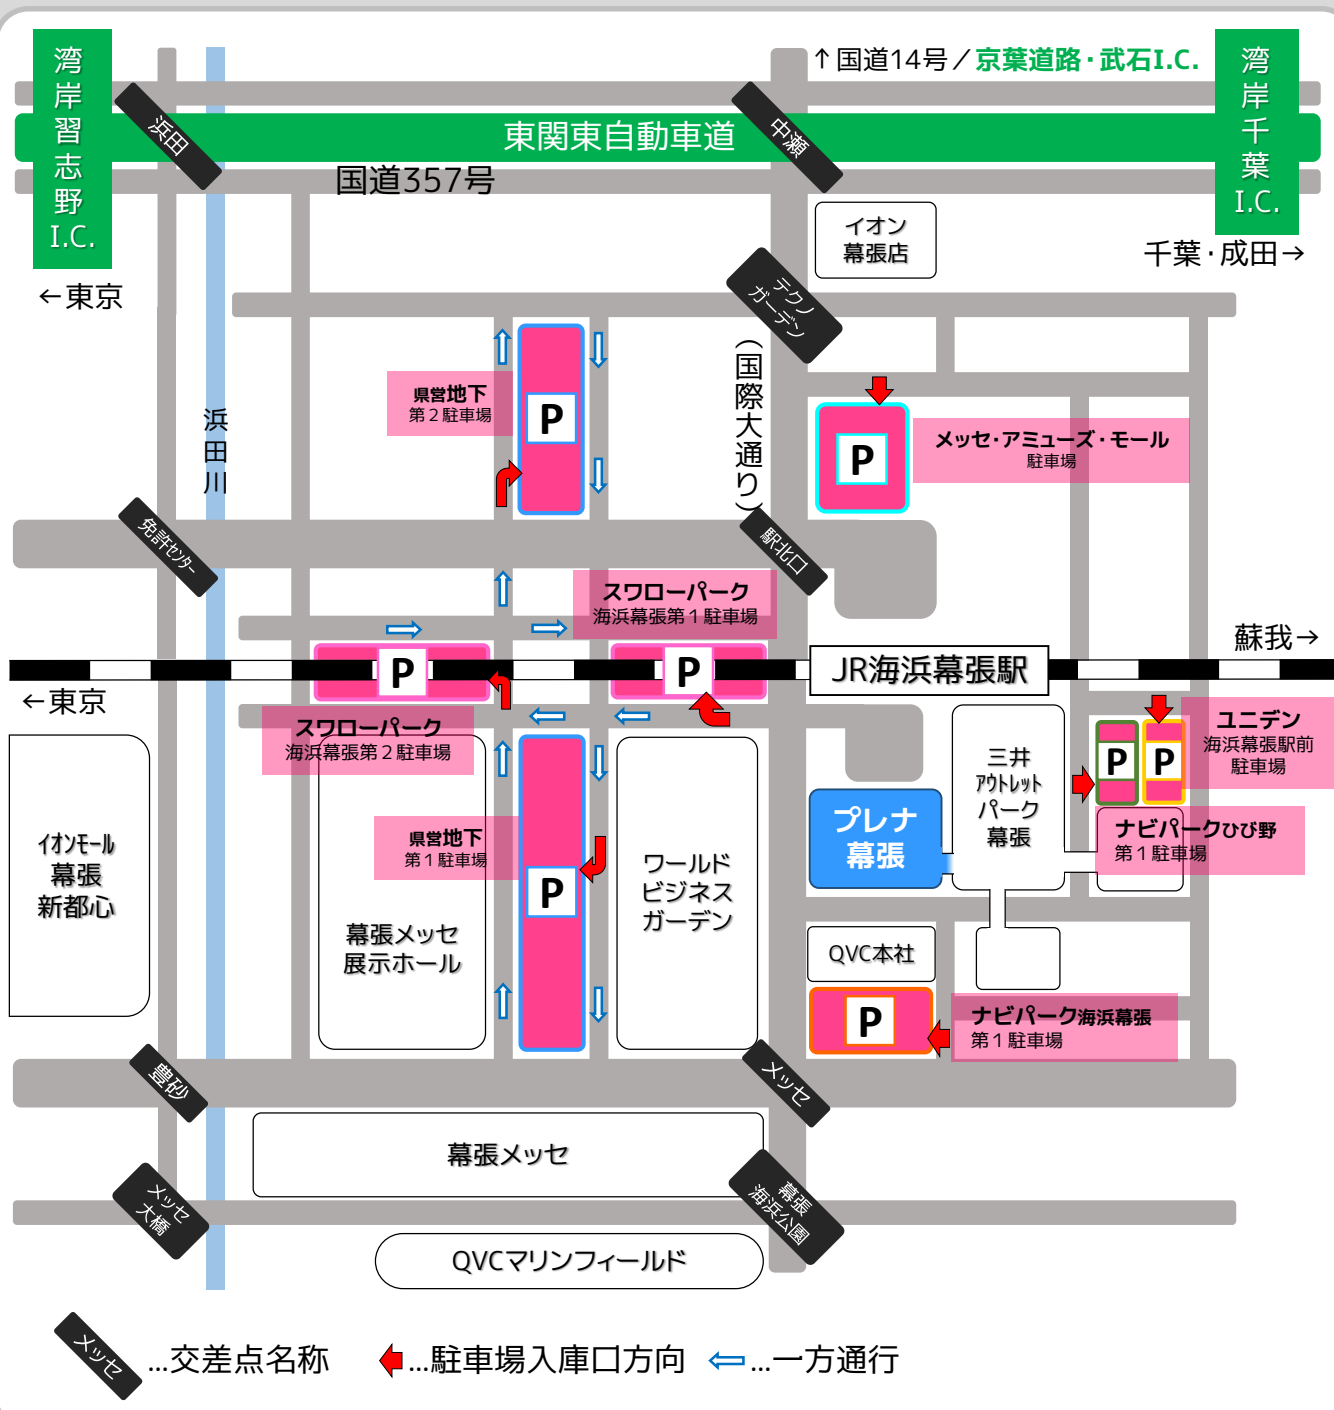 ↑国道14号／京葉道路・武石I.C.
湾岸習志野I.C.
湾岸千葉I.C.
浜田
東関東自動車道
中瀬
国道357号
イオン
幕張店
千葉・成田→
←東京
テクノ
ガーデン
（国際大通り）
県営地下
第２駐車場
P
浜田川
メッセ・アミューズ・モール
駐車場
P
免許センター
駅北口
スワローパーク
海浜幕張第１駐車場
蘇我→
P
P
JR海浜幕張駅
←東京
スワローパーク
海浜幕張第２駐車場
ユニデン
海浜幕張駅前
駐車場
P
P
三井
アウトレット
パーク
幕張
プレナ
幕張
ナビパークひび野
第１駐車場
県営地下
第１駐車場
P
イオンモール
幕張
新都心
ワールド
ビジネス
ガーデン
幕張メッセ
展示ホール
QVC本社
P
ナビパーク海浜幕張
第１駐車場
豊砂
メッセ
幕張メッセ
メッセ
大橋
幕張
海浜公園
QVCマリンフィールド
メッセ
…交差点名称
…駐車場入庫口方向
…一方通行